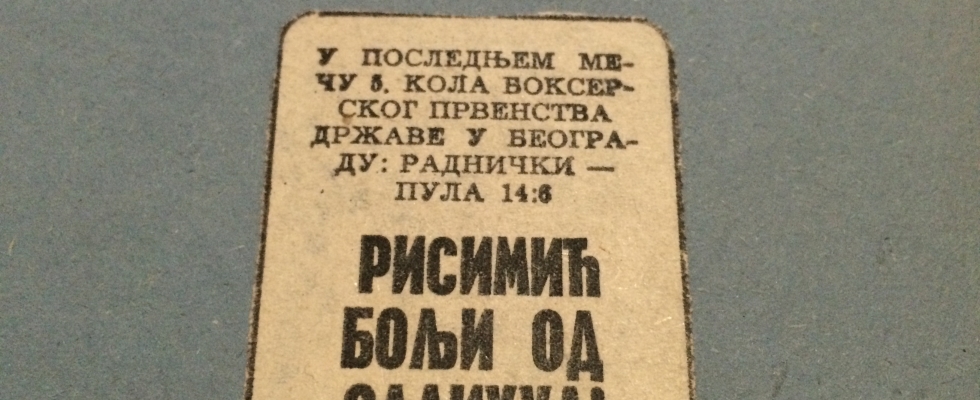 У ПОСЛЕДЊЕМ МЕ-
ЧУ 5. КОЛА БОКСЕР-
СКОГ ПРВЕНСТВА
ДРЖАВЕ У БЕОГРА-
ДУ: РАДНИЧКИ —
ПУЛА 14:6
РИСИМИЋ
БОЉИ ОД